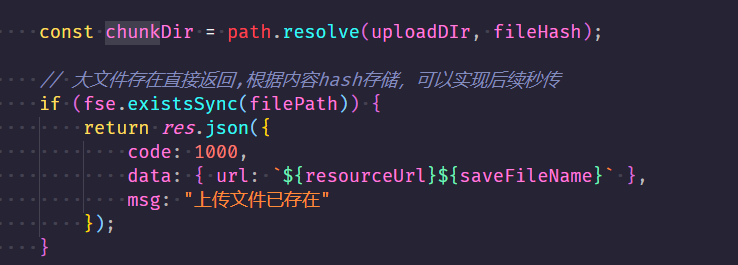 const chunkDir = path.resolve(uploadDIr, fileHash);
// 大文件存在直接返回,根据内容hash存储, 可以实现后续秒传
if (fse.existsSync(filePath)) {
return res.json({
code: 1000,
data: { url: `${resourceUrl}${saveFileName}` },
msg: "上传文件已存在"
});
}